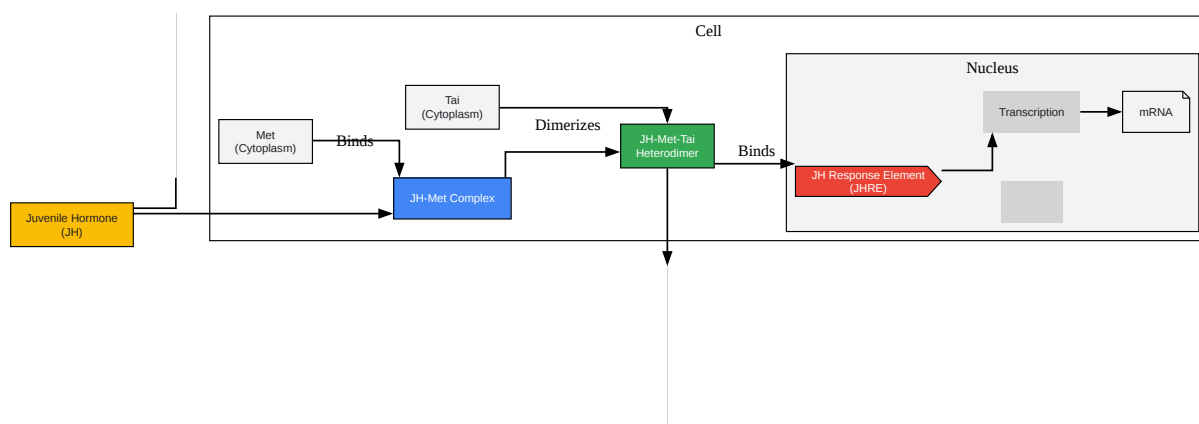 Cell
Nucleus
Tai
(Cytoplasm)
Met
(Cytoplasm)
Binds
Dimerizes
JH-Met-Tai
Heterodimer
Binds
Transcription
mRNA
JH Response Element
(JHRE)
JH-Met Complex
Juvenile Hormone
(JH)